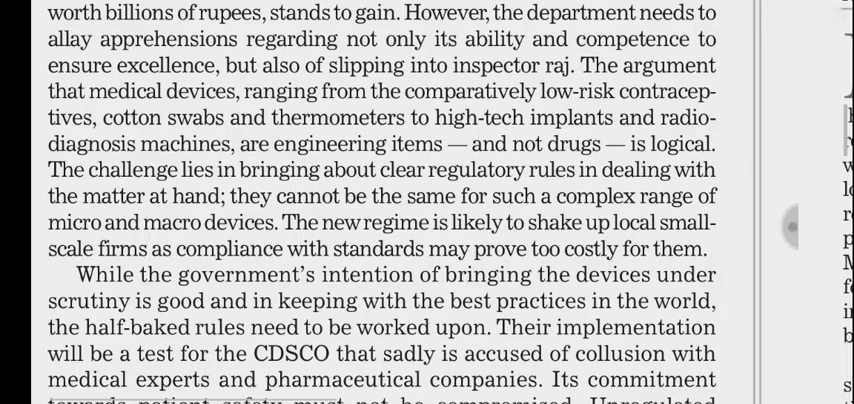 worth billions of rupees, stands to gain. However, the department needs to
allay apprehensions regarding not only its ability and competence to
ensure excellence, but also of slipping into inspector raj. The argument
that medical devices, ranging from the comparatively low-risk contracep-
tives, cotton swabs and thermometers to high-tech implants and radio-
diagnosis machines, are engineering items — and not drugs — is logical.
The challenge lies in bringing about clear regulatory rules in dealing with
the matter at hand; they cannot be the same for such a complex range of
micro and macro devices. The new regime is likely to shake up local small-
scale firms as compliance with standards may prove too costly for them.
While the government's intention of bringing the devices under
scrutiny is good and in keeping with the best practices in the world,
the half-baked rules need to be worked upon. Their implementation
will be a test for the CDSCO that sadly is accused of collusion with
medical experts and pharmaceutical companies. Its commitment
towards patient safety must not be compromised. Unregulated